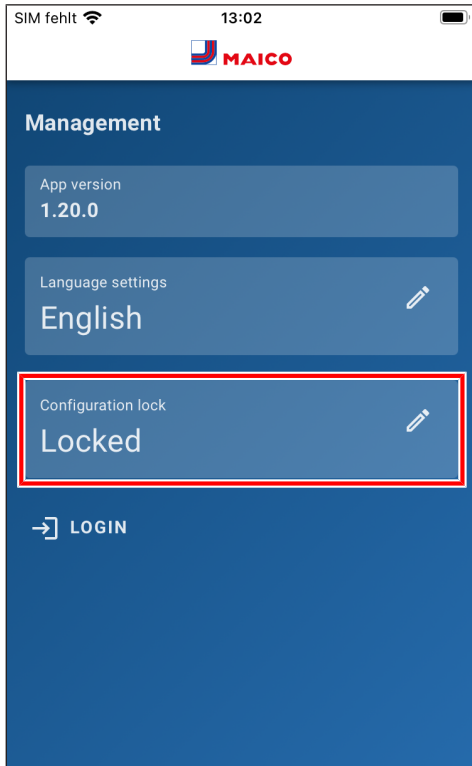 SIM fehlt 13:02
MAICO
Management
App version
1.20.0
Language settings
English
Configuration lock
Locked
LOGIN